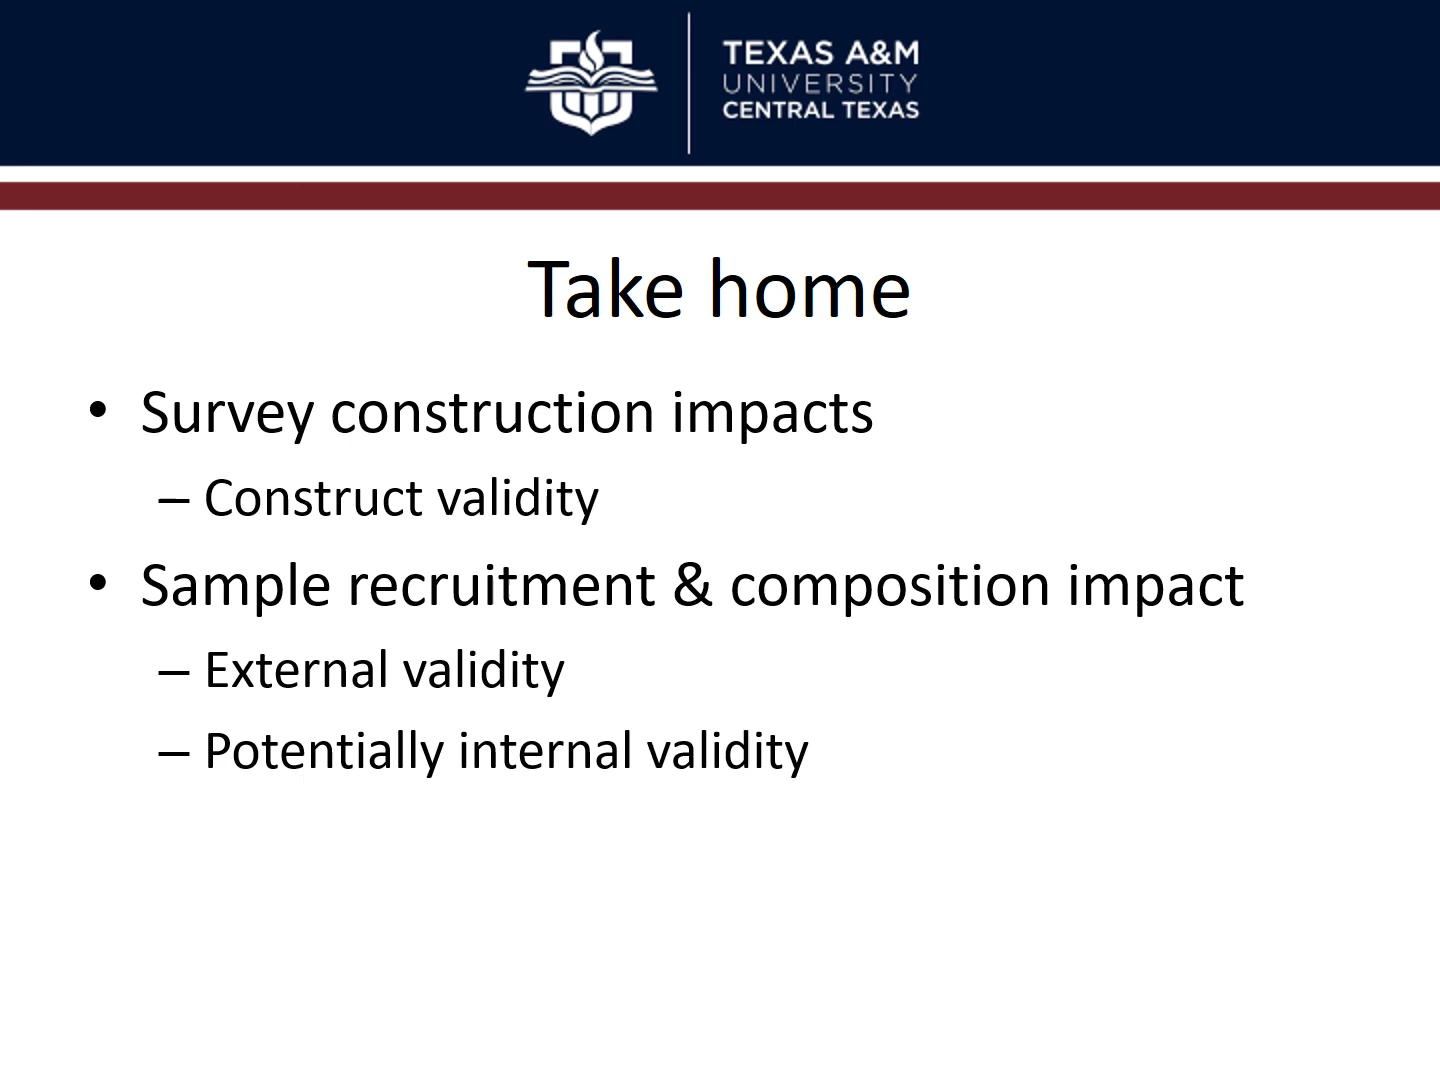 TEXAS A&M
UNIVERSITY
CENTRAL TEXAS
Take home
• Survey construction impacts
– Construct validity
• Sample recruitment & composition impact
– External validity
– Potentially internal validity